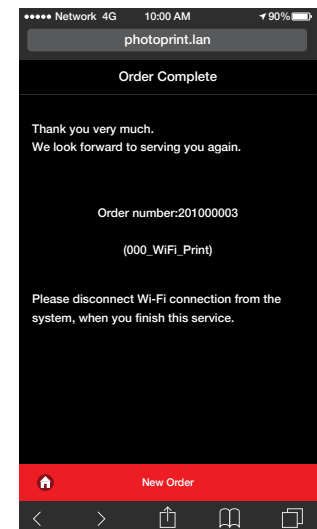 Network 4G 10:00 AM 90%
photoprint.lan
Order Complete
Thank you very much.
We look forward to serving you again.
Order number:201000003
(000_WiFi_Print)
Please disconnect Wi-Fi connection from the
system, when you finish this service.
New Order